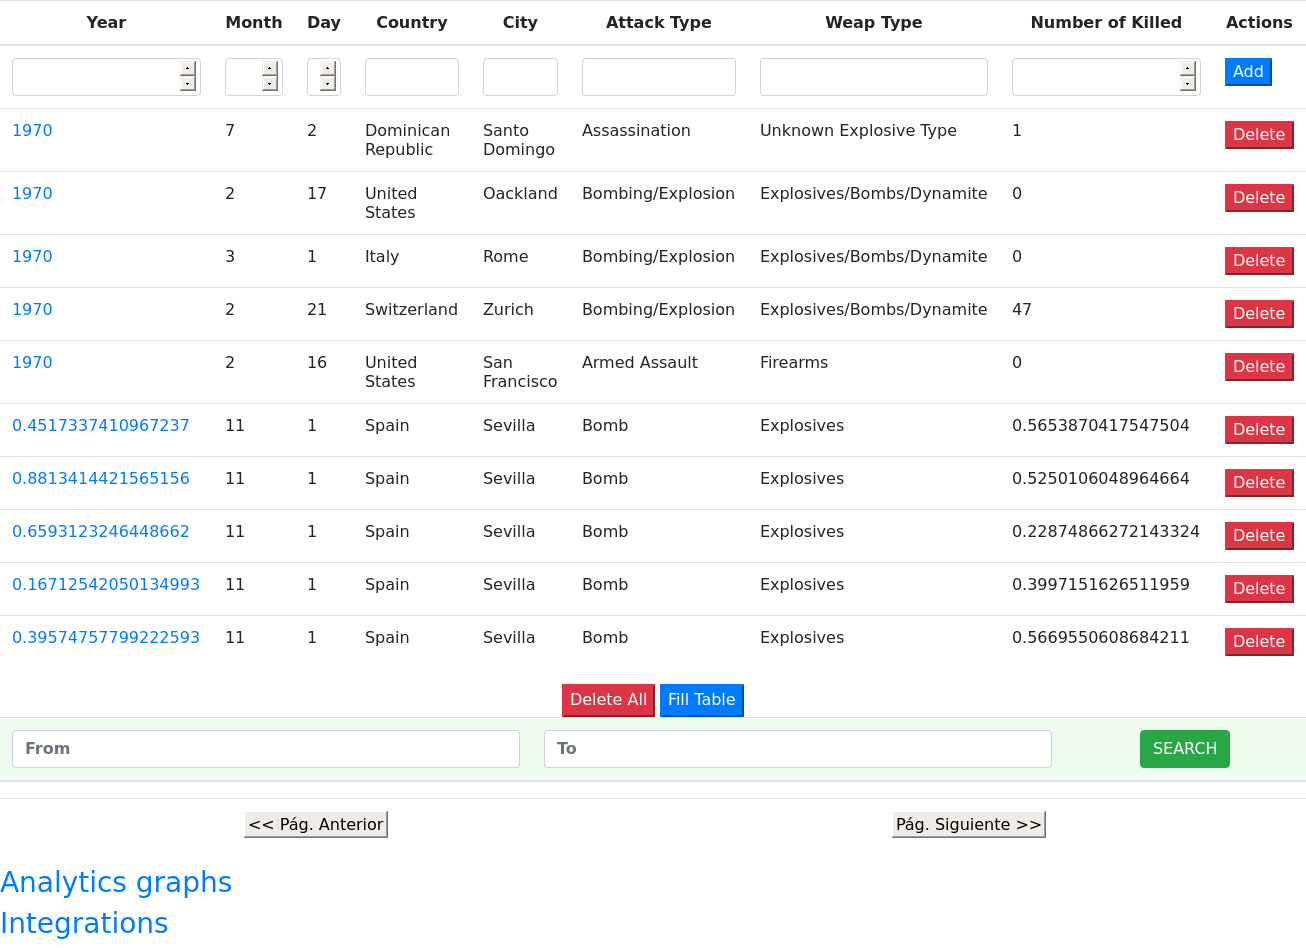 Year Month Day Country City Attack Type Weap Type Number of Killed Actions
Add
1970 7 2 Dominican Republic Santo Domingo Assassination Unknown Explosive Type 1 Delete
1970 2 17 United States Oackland Bombing/Explosion Explosives/Bombs/Dynamite 0 Delete
1970 3 1 Italy Rome Bombing/Explosion Explosives/Bombs/Dynamite 0 Delete
1970 2 21 Switzerland Zurich Bombing/Explosion Explosives/Bombs/Dynamite 47 Delete
1970 2 16 United States San Francisco Armed Assault Firearms 0 Delete
0.4517337410967237 11 1 Spain Sevilla Bomb Explosives 0.5653870417547504 Delete
0.8813414421565156 11 1 Spain Sevilla Bomb Explosives 0.5250106048964664 Delete
0.6593123246448662 11 1 Spain Sevilla Bomb Explosives 0.22874866272143324 Delete
0.16712542050134993 11 1 Spain Sevilla Bomb Explosives 0.3997151626511959 Delete
0.39574757799222593 11 1 Spain Sevilla Bomb Explosives 0.5669550608684211 Delete
Delete All Fill Table
From To SEARCH
<< Pág. Anterior Pág. Siguiente >>
Analytics graphs
Integrations